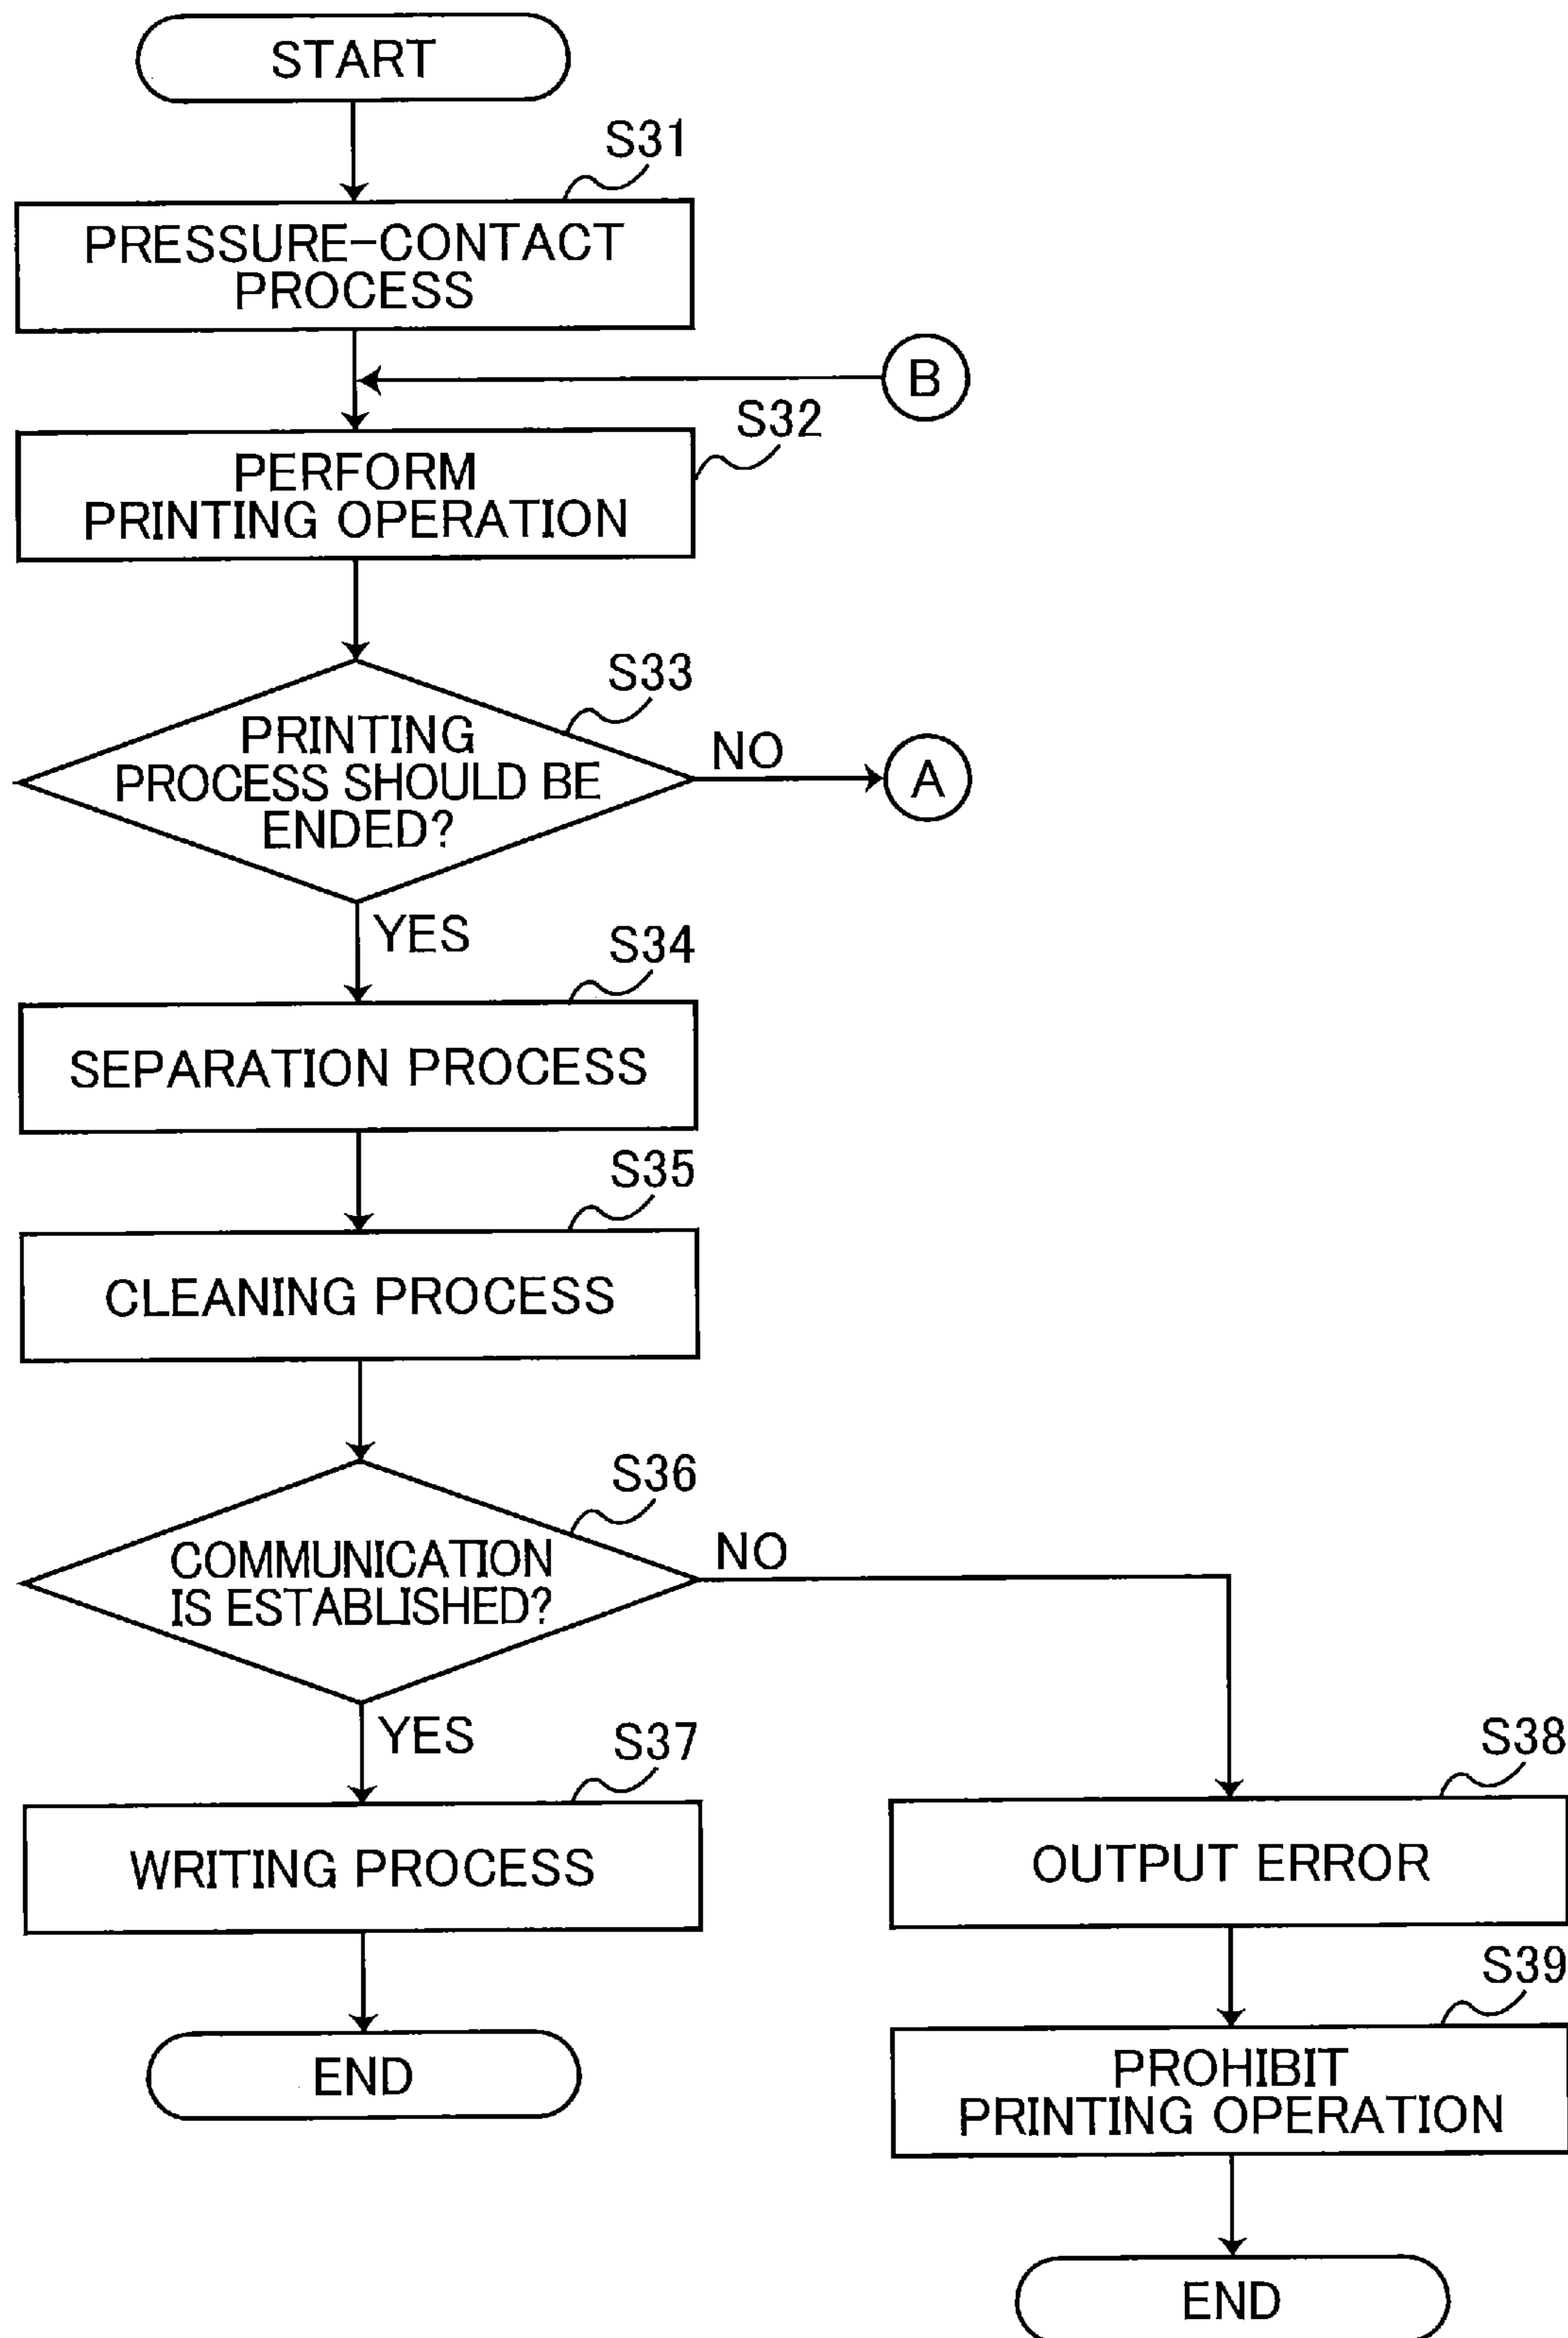 START
S31
PRESSURE-CONTACT
PROCESS
B
S32
PERFORM
PRINTING OPERATION
S33
PRINTING
PROCESS SHOULD BE
ENDED?
NO
A
YES
S34
SEPARATION PROCESS
S35
CLEANING PROCESS
S36
COMMUNICATION
IS ESTABLISHED?
NO
YES
S37
WRITING PROCESS
END
S38
OUTPUT ERROR
S39
PROHIBIT
PRINTING OPERATION
END